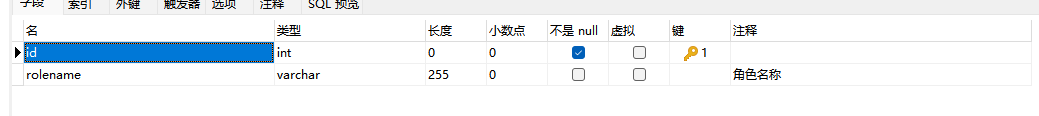 字段 索引 外键 触发器 选项 注释 SQL 预览
名 类型 长度 小数点 不是 null 虚拟 键 注释
id int 0 0 1
rolename varchar 255 0 角色名称